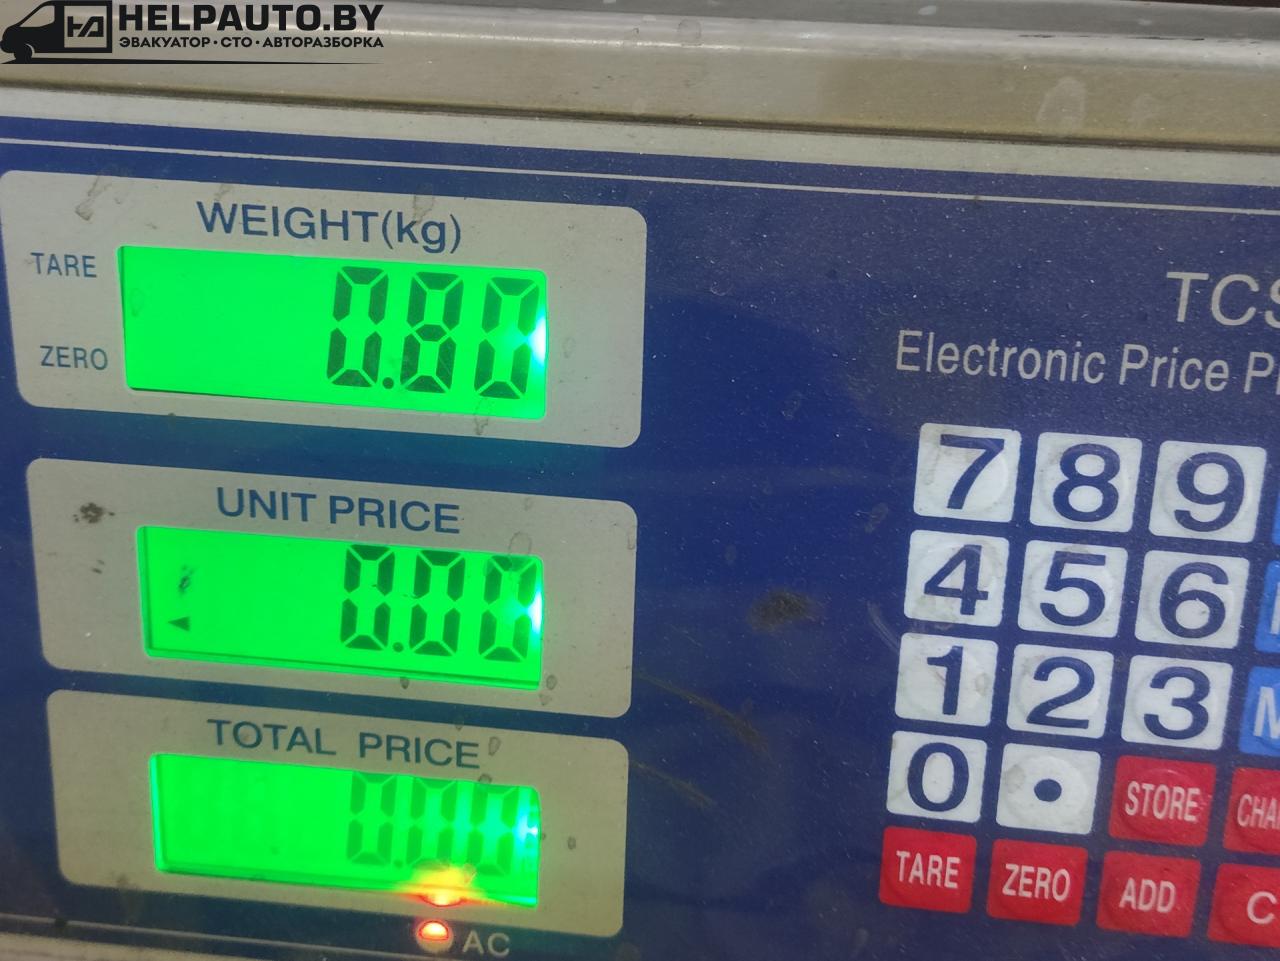 HELPAUTO.BY
ЭВАКУАТОР·СТО·АВТОРАЗБОРКА
WEIGHT(kg)
TARE
0.80
ZERO
TCS
Electronic Price
UNIT PRICE
0.00
TOTAL PRICE
0.00
AC
7 8 9
4 5 6
1 2 3
0 .
STORE
TARE ZERO ADD